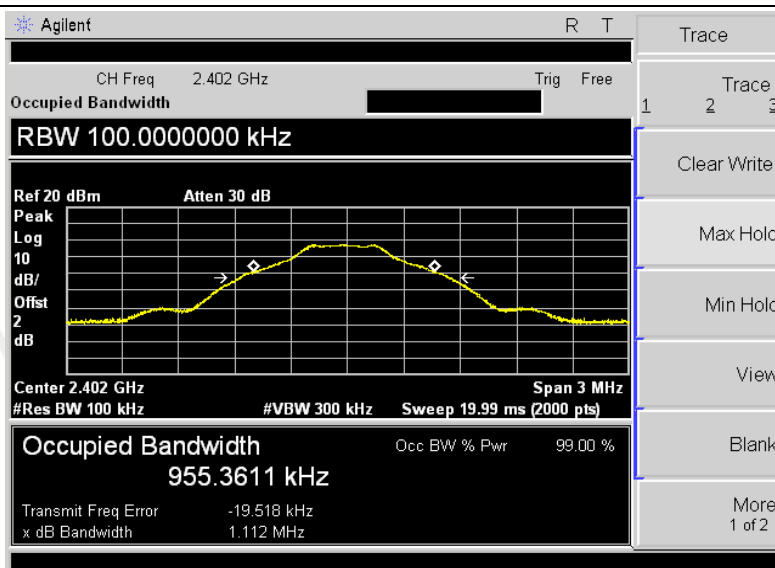 Agilent R T
CH Freq 2.402 GHz Trig Free
Occupied Bandwidth
RBW 100.0000000 kHz
Ref 20 dBm Atten 30 dB
Peak
Log
10
dB/
Offst
2
dB
Center 2.402 GHz Span 3 MHz
#Res BW 100 kHz #VBW 300 kHz Sweep 19.99 ms (2000 pts)
Occupied Bandwidth Occ BW % Pwr 99.00 %
955.3611 kHz
Transmit Freq Error -19.518 kHz
x dB Bandwidth 1.112 MHz
Trace
Trace
1 2 3
Clear Write
Max Hold
Min Hold
View
Blank
More
1 of 2